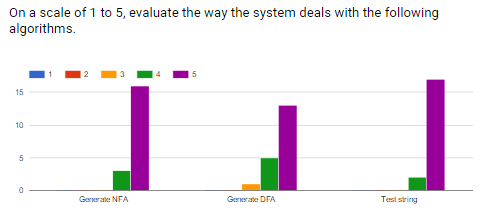 On a scale of 1 to 5, evaluate the way the system deals with the following
algorithms.
1 2 3 4 5
15
10
5
0
Generate NFA Generate DFA Test string